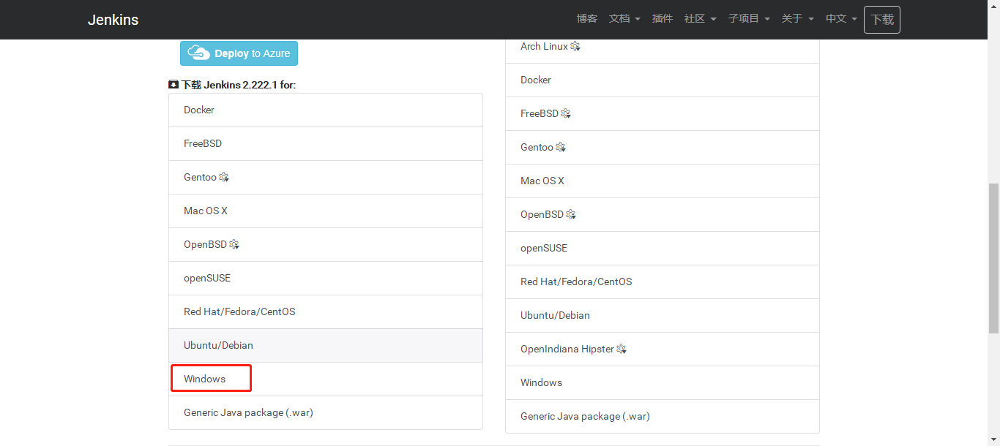 Jenkins
博客 文档 插件 社区 子项目 关于 中文 下载
Deploy to Azure
下载 Jenkins 2.222.1 for:
Docker
FreeBSD
Gentoo
Mac OS X
OpenBSD
openSUSE
Red Hat/Fedora/CentOS
Ubuntu/Debian
Windows
Generic Java package (.war)
Arch Linux
Docker
FreeBSD
Gentoo
Mac OS X
OpenBSD
openSUSE
Red Hat/Fedora/CentOS
Ubuntu/Debian
OpenIndiana Hipster
Windows
Generic Java package (.war)